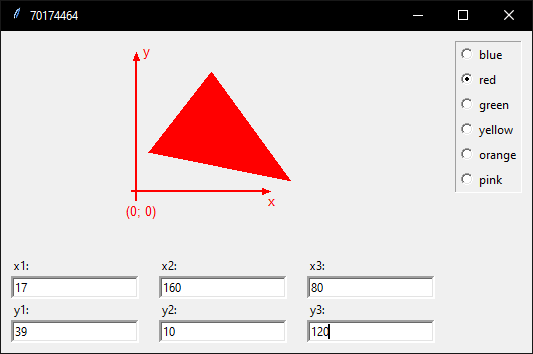 70174464
y
x
(0; 0)
blue
red
green
yellow
orange
pink
x1: x2: x3:
17 160 80
y1: y2: y3:
39 10 120